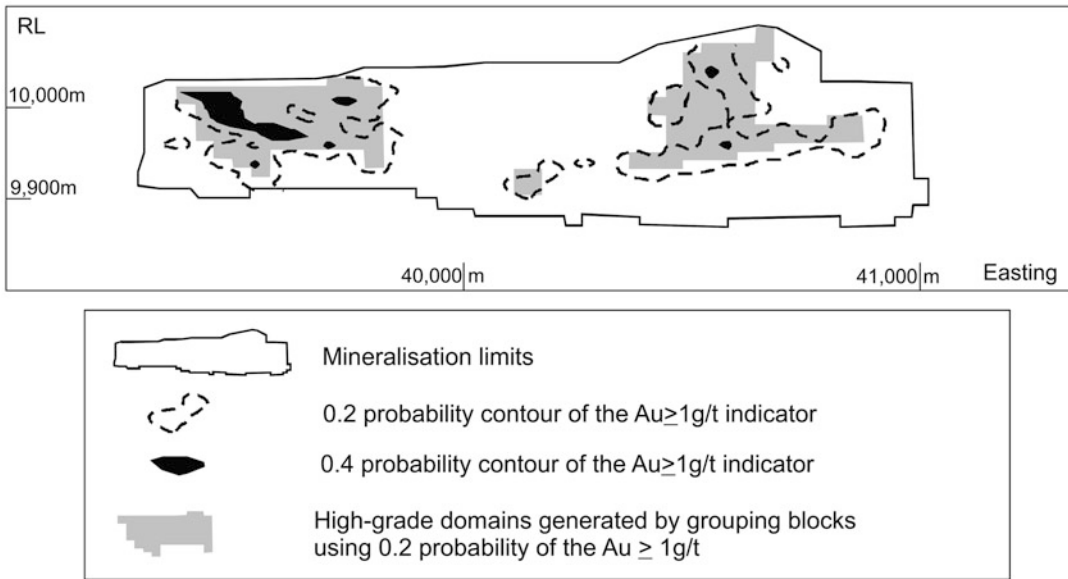 RL
10,000m
9,900m
40,000 m
41,000 m
Easting
Mineralisation limits
0.2 probability contour of the Au≥1g/t indicator
0.4 probability contour of the Au≥1g/t indicator
High-grade domains generated by grouping blocks
using 0.2 probability of the Au ≥ 1g/t